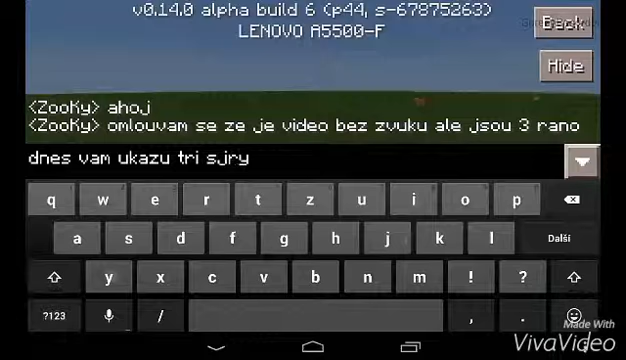 v0.14.0 alpha build 6 (p44, s-67875263)
LENOVO A5500-F
Back
Hide
<ZooKy> ahoj
<ZooKy> omlouvam se ze je video bez zvuku ale jsou 3 rano
dnes vam ukazu tri sjry
q w e r t z u i o p
a s d f g h j k l Další
y x c v b n m ! ?
?123 / , .
Made With
VivaVideo